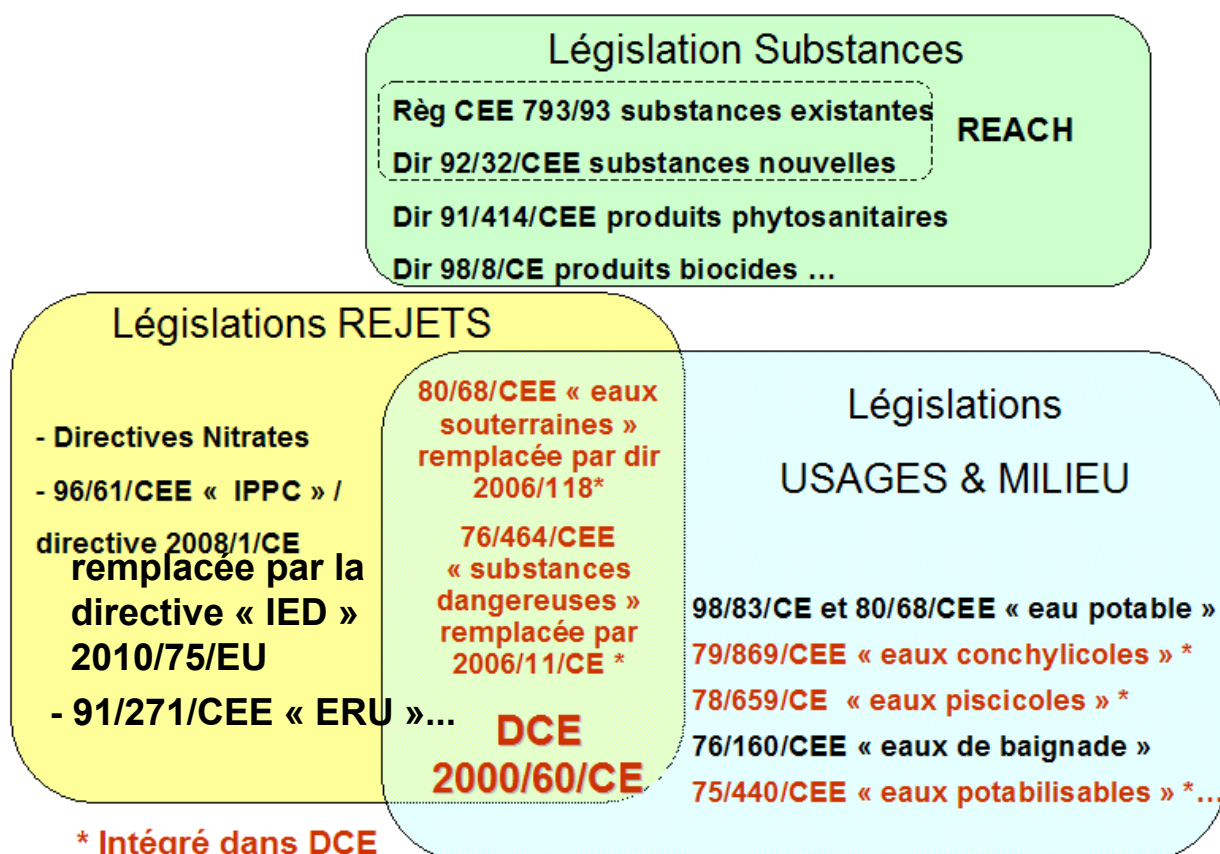 Législation Substances
Règ CEE 793/93 substances existantes
REACH
Dir 92/32/CEE substances nouvelles
Dir 91/414/CEE produits phytosanitaires
Dir 98/8/CE produits biocides ...
Législations REJETS
- Directives Nitrates
- 96/61/CEE «  IPPC » /
directive 2008/1/CE
remplacée par la
directive « IED »
2010/75/EU
- 91/271/CEE « ERU »...
80/68/CEE « eaux
souterraines »
remplacée par dir
2006/118*
76/464/CEE
« substances
dangereuses »
remplacée par
2006/11/CE *
DCE
2000/60/CE
Législations
USAGES & MILIEU
98/83/CE et 80/68/CEE « eau potable »
79/869/CEE « eaux conchylicoles » *
78/659/CE  « eaux piscicoles » *
76/160/CEE « eaux de baignade »
75/440/CEE « eaux potabilisables » *...
* Intégré dans DCE